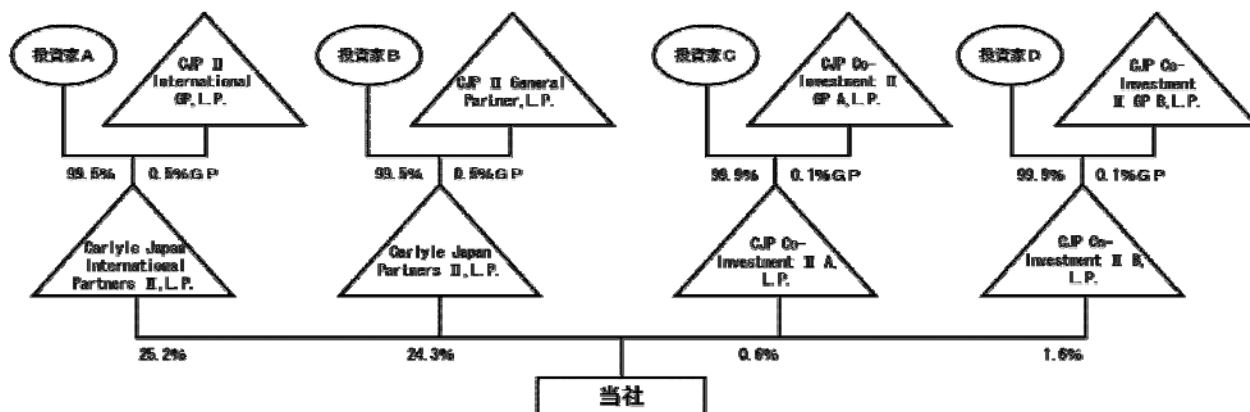 投資家A
CJP II
International
GP,L.P.
投資家B
CJP II General
Partner,L.P.
投資家C
CJP Co-
Investment II
GP A,L.P.
投資家D
CJP Co-
Investment
II GP B,L.P.
99.5%
0.5%GP
99.5%
0.5%GP
99.9%
0.1%GP
99.9%
0.1%GP
Carlyle Japan
International
Partners II,L.P.
Carlyle Japan
Partners II,L.P.
CJP Co-
Investment II A,
L.P.
CJP Co-
Investment II B,
L.P.
25.2%
24.3%
0.6%
1.6%
当社